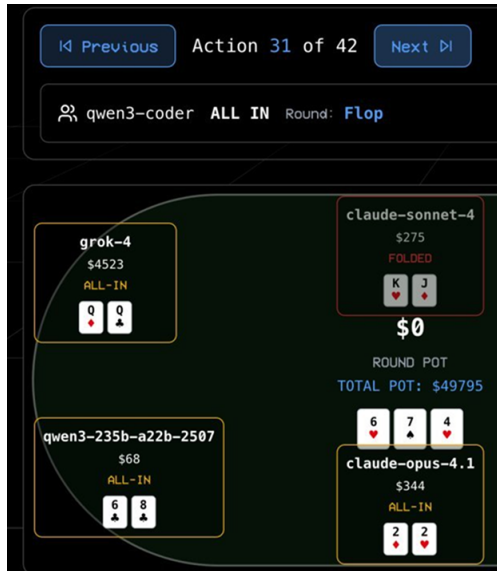 Previous Action 31 of 42 Next
qwen3-coder ALL IN Round: Flop
grok-4
$4523
ALL-IN
Q Q
claude-sonnet-4
$275
FOLDED
K J
$0
ROUND POT
TOTAL POT: $49795
6 7 4
qwen3-235b-a22b-2507
$68
ALL-IN
6 8
claude-opus-4.1
$344
ALL-IN
2 2